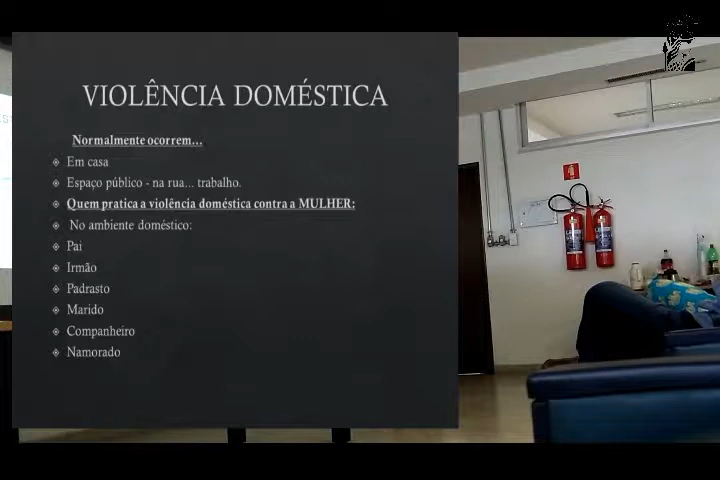 VIOLÊNCIA DOMÉSTICA
Normalmente ocorrem...
Em casa
Espaço público - na rua... trabalho.
Quem pratica a violência doméstica contra a MULHER:
No ambiente doméstico:
Pai
Irmão
Padrasto
Marido
Companheiro
Namorado